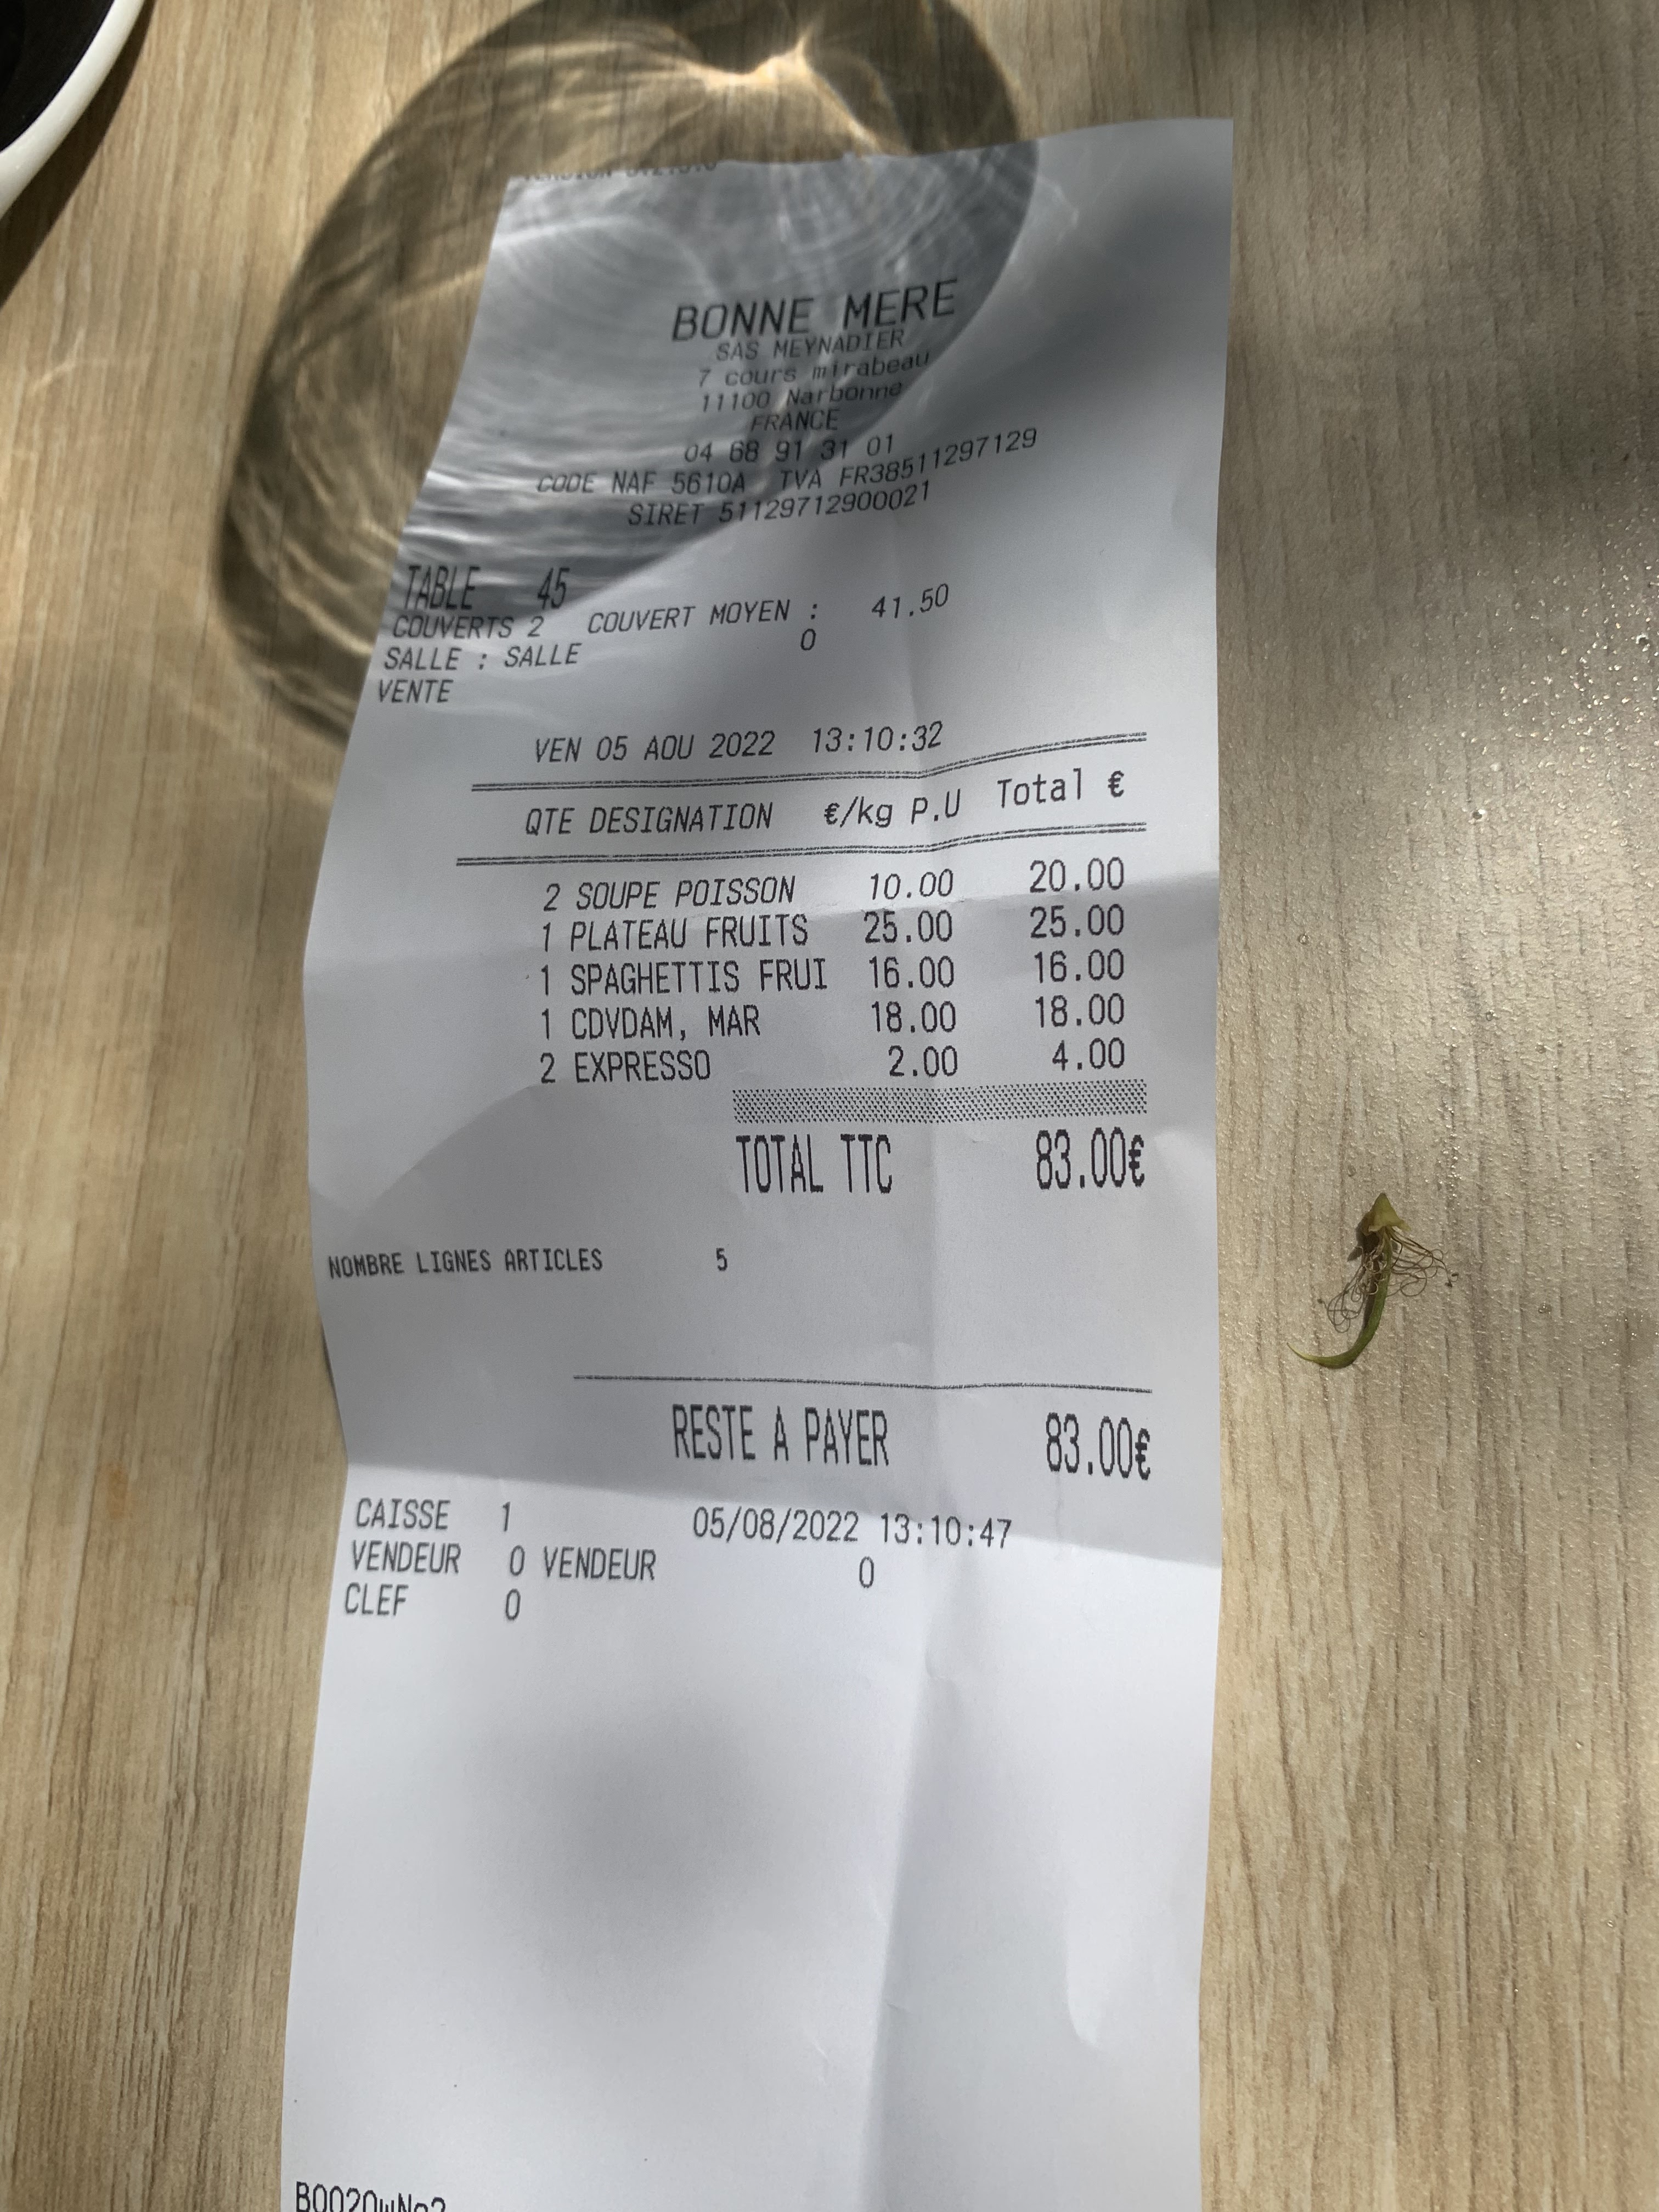 BONNE MERE
SAS MEYNADIER
7 cours mirabeau
11100 Narbonne
FRANCE
04 68 91 31 01
CODE NAF 5610A TVA FR38511297129
SIRET 51129712900021
TABLE 45
COUVERTS 2 COUVERT MOYEN : 41.50
SALLE : SALLE 0
VENTE
VEN 05 AOU 2022 13:10:32
QTE DESIGNATION €/kg P.U Total €
2 SOUPE POISSON 10.00 20.00
1 PLATEAU FRUITS 25.00 25.00
1 SPAGHETTIS FRUI 16.00 16.00
1 CDVDAM, MAR 18.00 18.00
2 EXPRESSO 2.00 4.00
TOTAL TTC 83.00€
NOMBRE LIGNES ARTICLES 5
RESTE A PAYER 83.00€
CAISSE 1 05/08/2022 13:10:47
VENDEUR 0 VENDEUR 0
CLEF 0